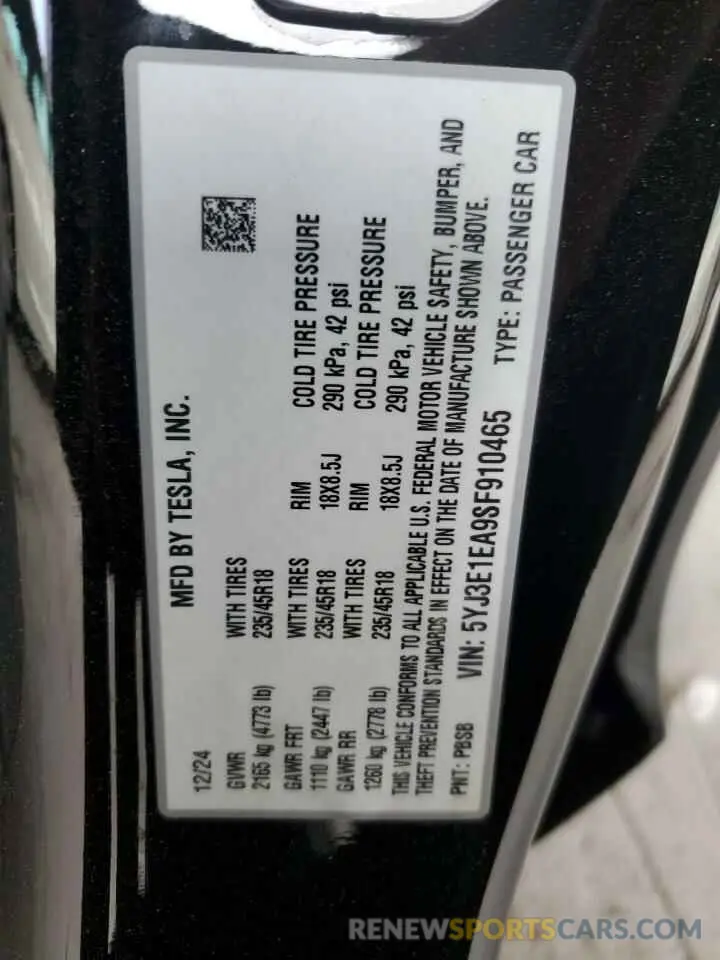 MFD BY TESLA, INC.
12/24
GVWR WITH TIRES
2165 kg (4773 lb) 235/45R18
GAWR FRT WITH TIRES RIM COLD TIRE PRESSURE
1110 kg (2447 lb) 235/45R18 18X8.5J 290 kPa, 42 psi
GAWR RR WITH TIRES RIM COLD TIRE PRESSURE
1260 kg (2778 lb) 235/45R18 18X8.5J 290 kPa, 42 psi
THIS VEHICLE CONFORMS TO ALL APPLICABLE U.S. FEDERAL MOTOR VEHICLE SAFETY, BUMPER, AND
THEFT PREVENTION STANDARDS IN EFFECT ON THE DATE OF MANUFACTURE SHOWN ABOVE.
PNT: PBSB VIN: 5YJ3E1EA9SF910465 TYPE: PASSENGER CAR
RENEWSPORTSCARS.COM